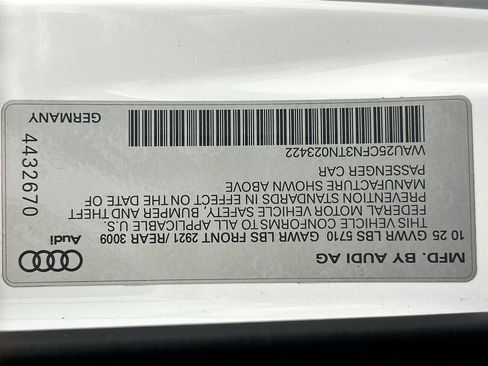 MFD. BY AUDI AG
10 25 GVWR LBS 5710 GAWR LBS FRONT 2921 /REAR 3009
THIS VEHICLE CONFORMS TO ALL APPLICABLE U.S.
FEDERAL MOTOR VEHICLE SAFETY, BUMPER AND THEFT
PREVENTION STANDARDS IN EFFECT ON THE DATE OF
MANUFACTURE SHOWN ABOVE
PASSENGER CAR
WAU25CFN3TN023422
Audi
4432670
GERMANY